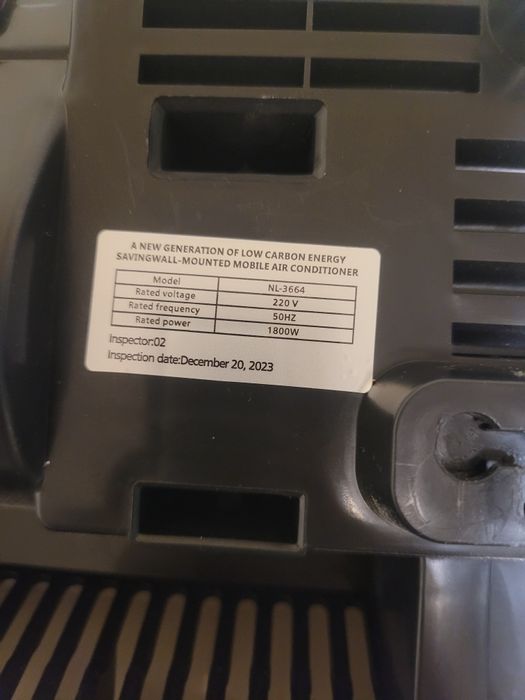 A NEW GENERATION OF LOW CARBON ENERGY
SAVINGWALL-MOUNTED MOBILE AIR CONDITIONER
Model NL-3664
Rated voltage 220 V
Rated frequency 50HZ
Rated power 1800W
Inspector:02
Inspection date:December 20, 2023